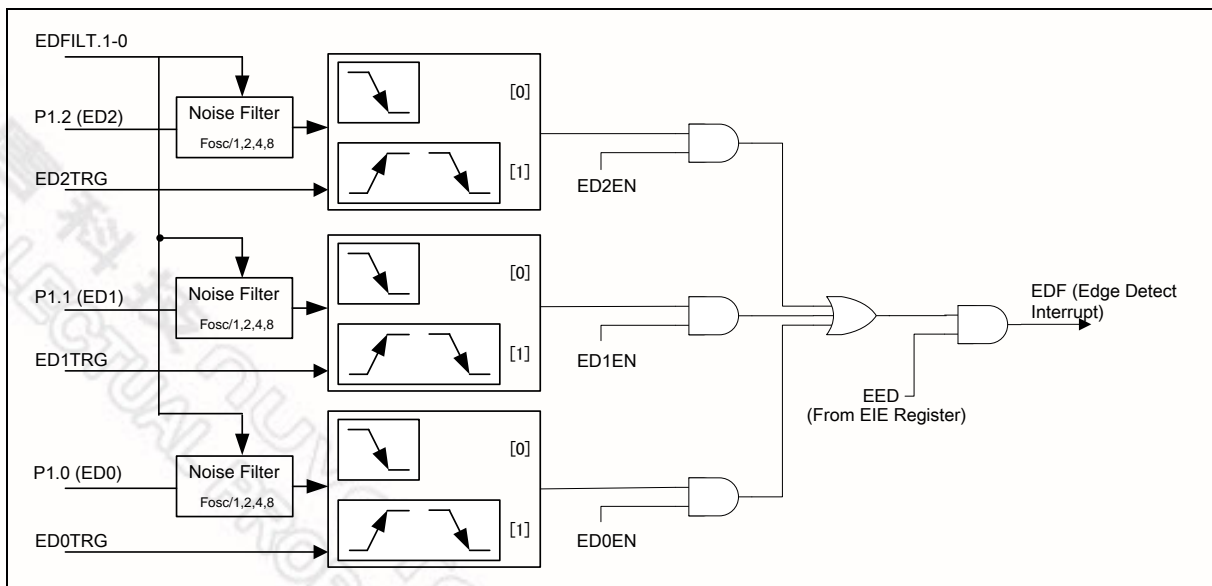 EDFILT.1-0
P1.2 (ED2)
Noise Filter
Fosc/1,2,4,8
[0]
[1]
ED2TRG
ED2EN
P1.1 (ED1)
Noise Filter
Fosc/1,2,4,8
[0]
[1]
ED1TRG
ED1EN
EDF (Edge Detect
Interrupt)
EED
(From EIE Register)
P1.0 (ED0)
Noise Filter
Fosc/1,2,4,8
[0]
[1]
ED0TRG
ED0EN